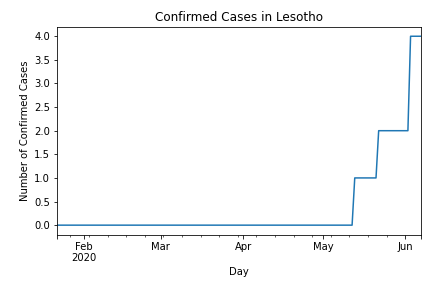 Confirmed Cases in Lesotho
Number of Confirmed Cases
4.0
3.5
3.0
2.5
2.0
1.5
1.0
0.5
0.0
Feb
2020
Mar
Apr
May
Jun
Day